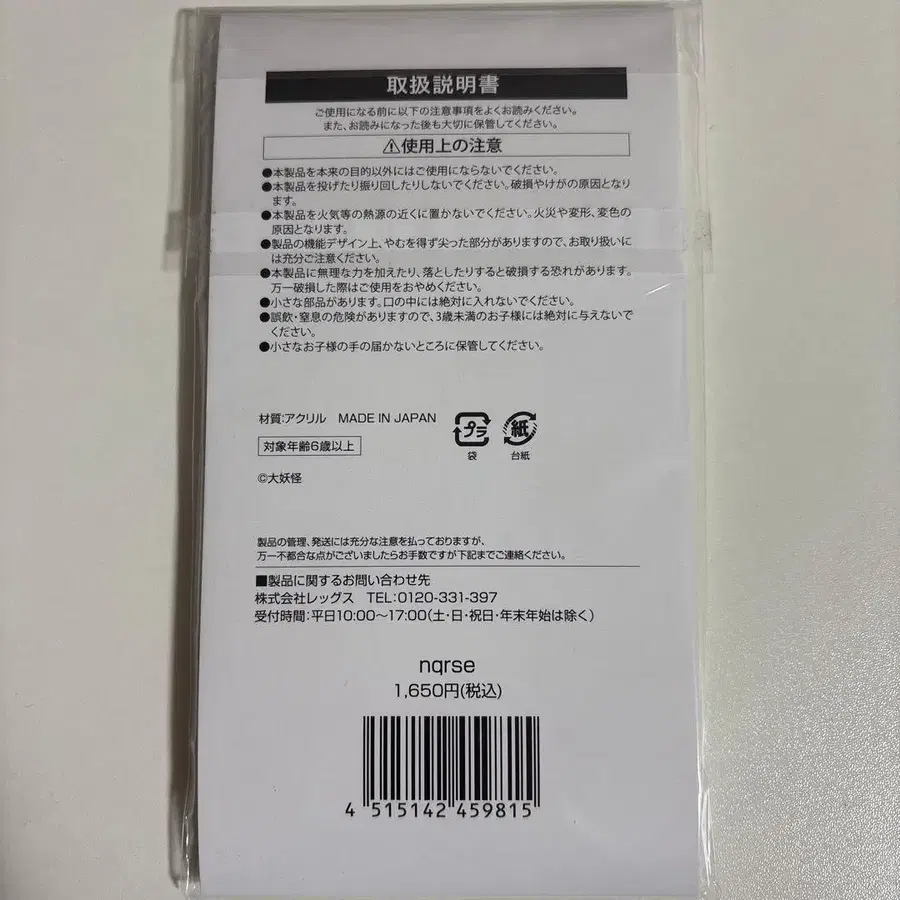 取扱説明書
ご使用になる前に以下の注意事項をよくお読みください。
また、お読みになった後も大切に保管してください。
⚠使用上の注意
●本製品を本来の目的以外にはご使用にならないでください。
●本製品を投げたり振り回したりしないでください。破損やけがの原因となり
ます。
●本製品を火気等の熱源の近くに置かないでください。火災や変形、変色の
原因となります。
●製品の機能デザイン上、やむを得ず尖った部分がありますので、お取り扱いに
は充分ご注意ください。
●本製品に無理な力を加えたり、落としたりすると破損する恐れがあります。
万一破損した際はご使用をおやめください。
●小さな部品があります。口の中には絶対に入れないでください。
●誤飲・窒息の危険がありますので、3歳未満のお子様には絶対に与えないで
ください。
●小さなお子様の手の届かないところに保管してください。
材質:アクリル MADE IN JAPAN
プラ 紙
袋 台紙
対象年齢6歳以上
©大妖怪
製品の管理、発送には充分な注意を払っておりますが、
万一不都合な点がございましたらお手数ですが下記までご連絡ください。
■製品に関するお問い合わせ先
株式会社レッグス TEL:0120-331-397
受付時間:平日10:00〜17:00(土・日・祝日・年末年始は除く)
nqrse
1,650円(税込)
4 515142 459815